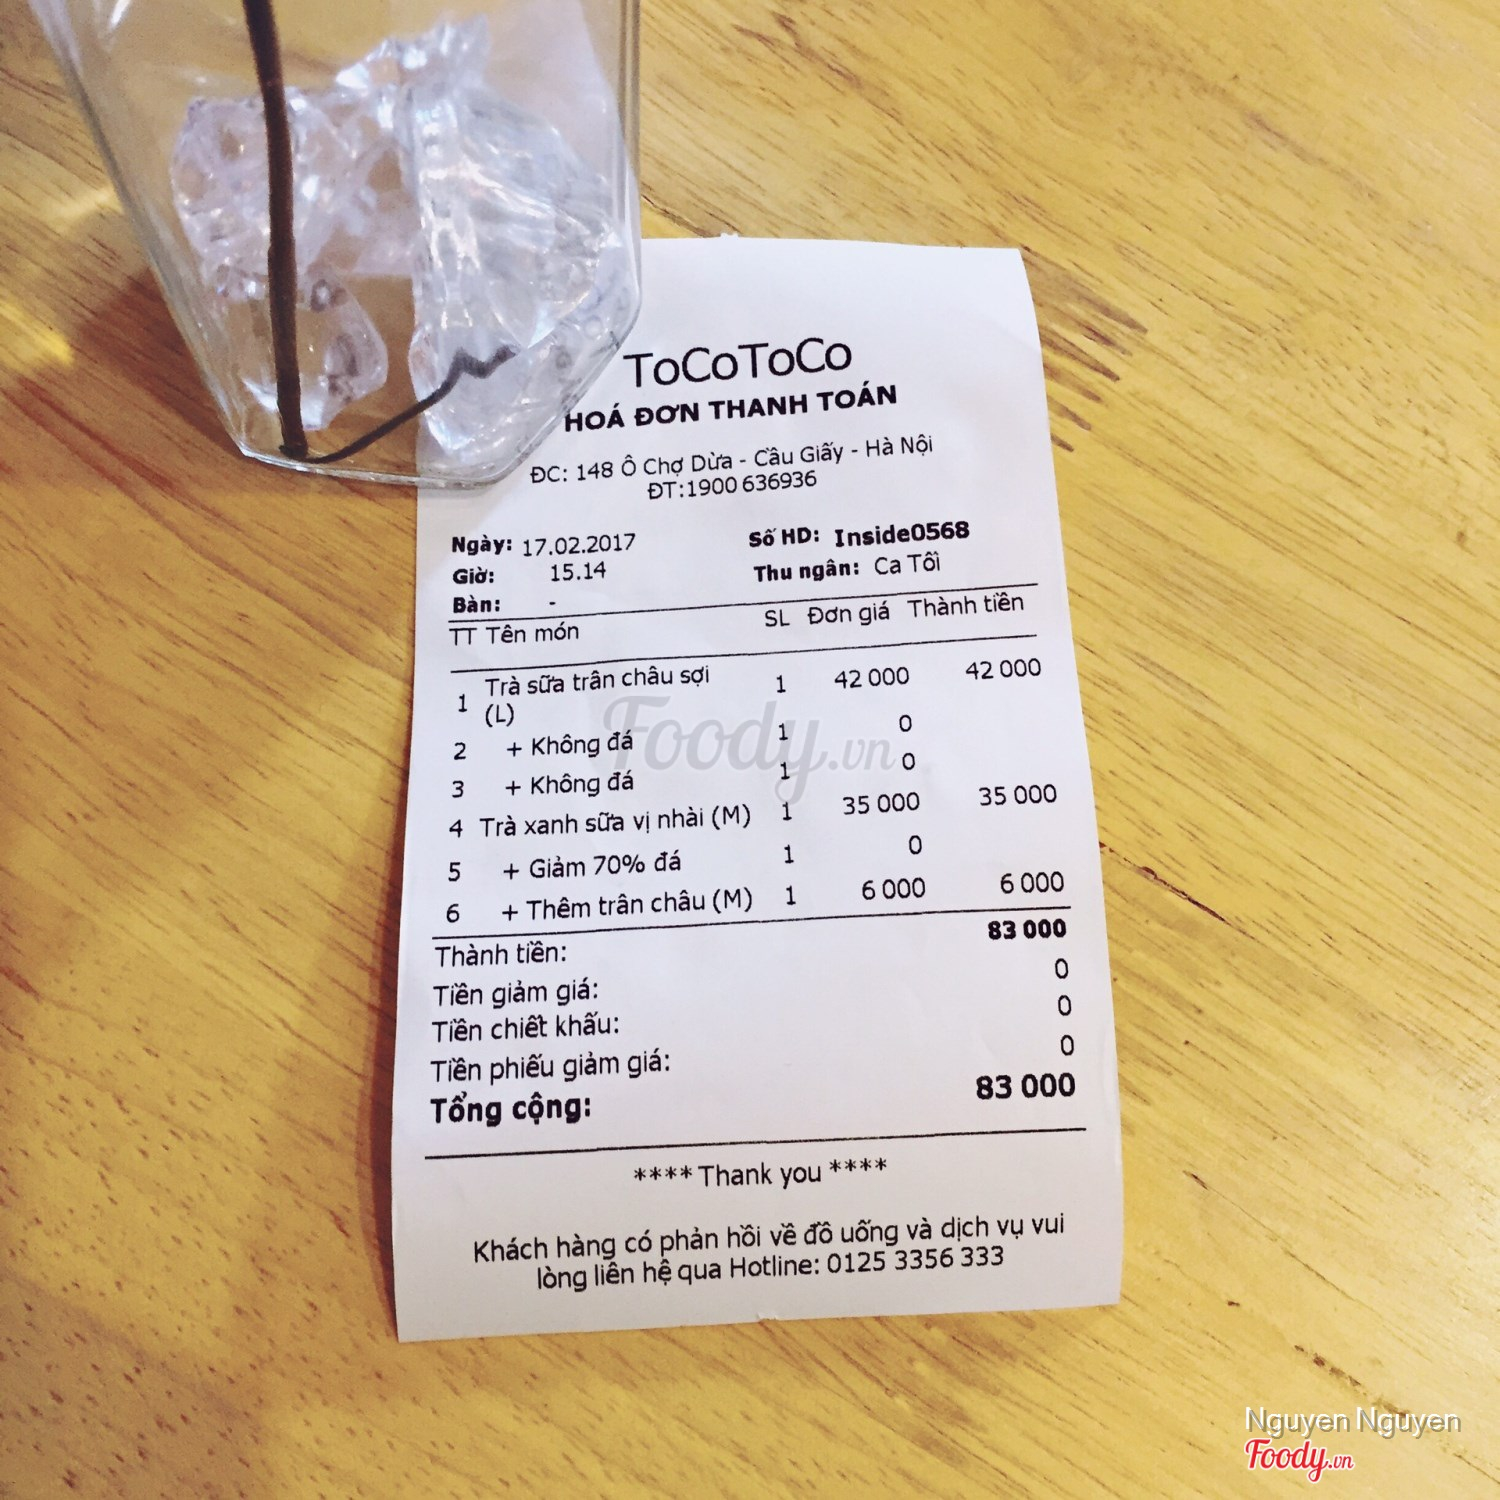 ToCoToCo
HOÁ ĐƠN THANH TOÁN
ĐC: 148 Ô Chợ Dừa - Cầu Giấy - Hà Nội
ĐT:1900 636936
Ngày: 17.02.2017 Số HD: Inside0568
Giờ: 15.14 Thu ngân: Ca Tối
Bàn: -
TT Tên món SL Đơn giá Thành tiền
1 Trà sữa trân châu sợi 1 42 000 42 000
(L)
2 + Không đá 1 0
3 + Không đá 1 0
4 Trà xanh sữa vị nhài (M) 1 35 000 35 000
5 + Giảm 70% đá 1 0
6 + Thêm trân châu (M) 1 6 000 6 000
Thành tiền: 83 000
Tiền giảm giá: 0
Tiền chiết khấu: 0
Tiền phiếu giảm giá: 0
Tổng cộng: 83 000
**** Thank you ****
Khách hàng có phản hồi về đồ uống và dịch vụ vui
lòng liên hệ qua Hotline: 0125 3356 333
Foody.vn
Nguyen Nguyen
Foody.vn